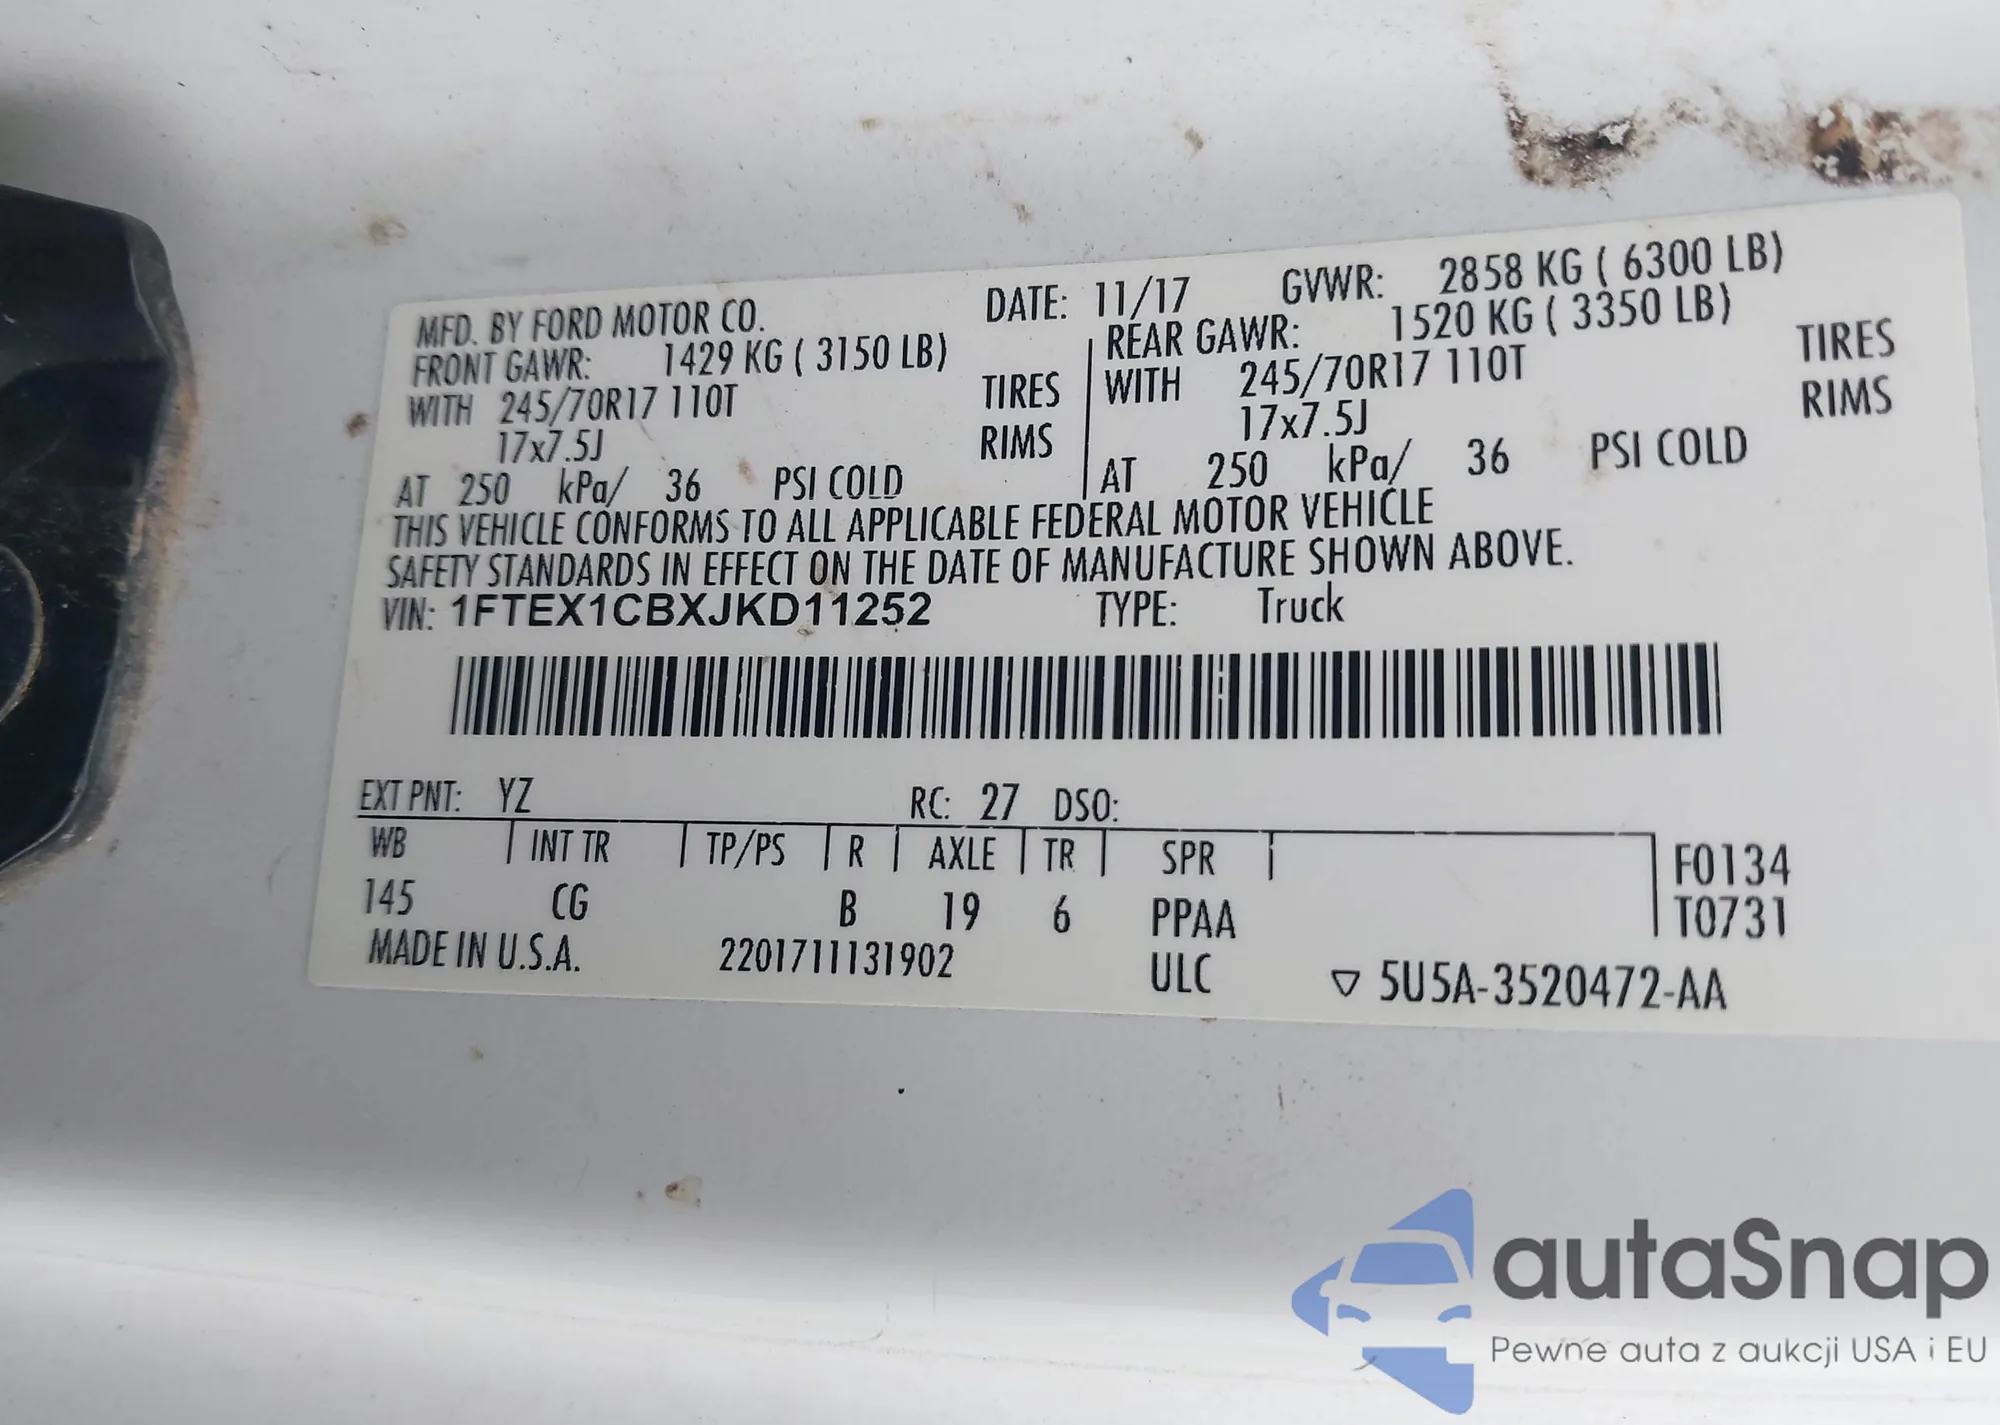 MFD. BY FORD MOTOR CO. DATE: 11/17 GVWR: 2858 KG ( 6300 LB)
FRONT GAWR: 1429 KG ( 3150 LB) REAR GAWR: 1520 KG ( 3350 LB)
WITH 245/70R17 110T TIRES WITH 245/70R17 110T TIRES
17x7.5J RIMS 17x7.5J RIMS
AT 250 kPa/ 36 PSI COLD AT 250 kPa/ 36 PSI COLD
THIS VEHICLE CONFORMS TO ALL APPLICABLE FEDERAL MOTOR VEHICLE
SAFETY STANDARDS IN EFFECT ON THE DATE OF MANUFACTURE SHOWN ABOVE.
VIN: 1FTEX1CBXJKD11252 TYPE: Truck
EXT PNT: YZ RC: 27 DSO:
WB INT TR TP/PS R AXLE TR SPR F0134
145 CG B 19 6 PPAA T0731
MADE IN U.S.A. 2201711131902 ULC ▽ 5U5A-3520472-AA
autaSnap
Pewne auta z aukcji USA i EU